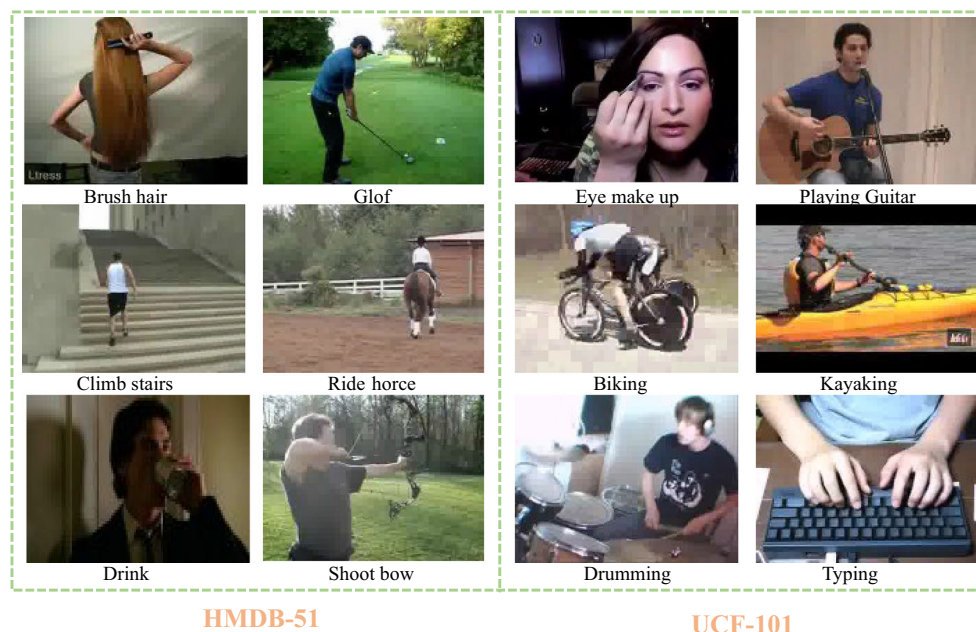 Ltress
Brush hair
Glof
Eye make up
Playing Guitar
Climb stairs
Ride horce
Biking
Kayaking
Drink
Shoot bow
Drumming
Typing
HMDB-51
UCF-101